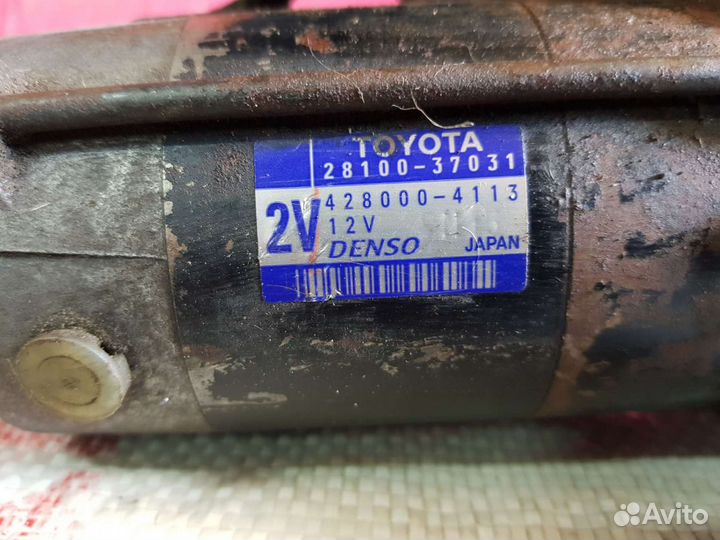 TOYOTA
28100-37031
2V
428000-4113
12V
DENSO JAPAN
Avito